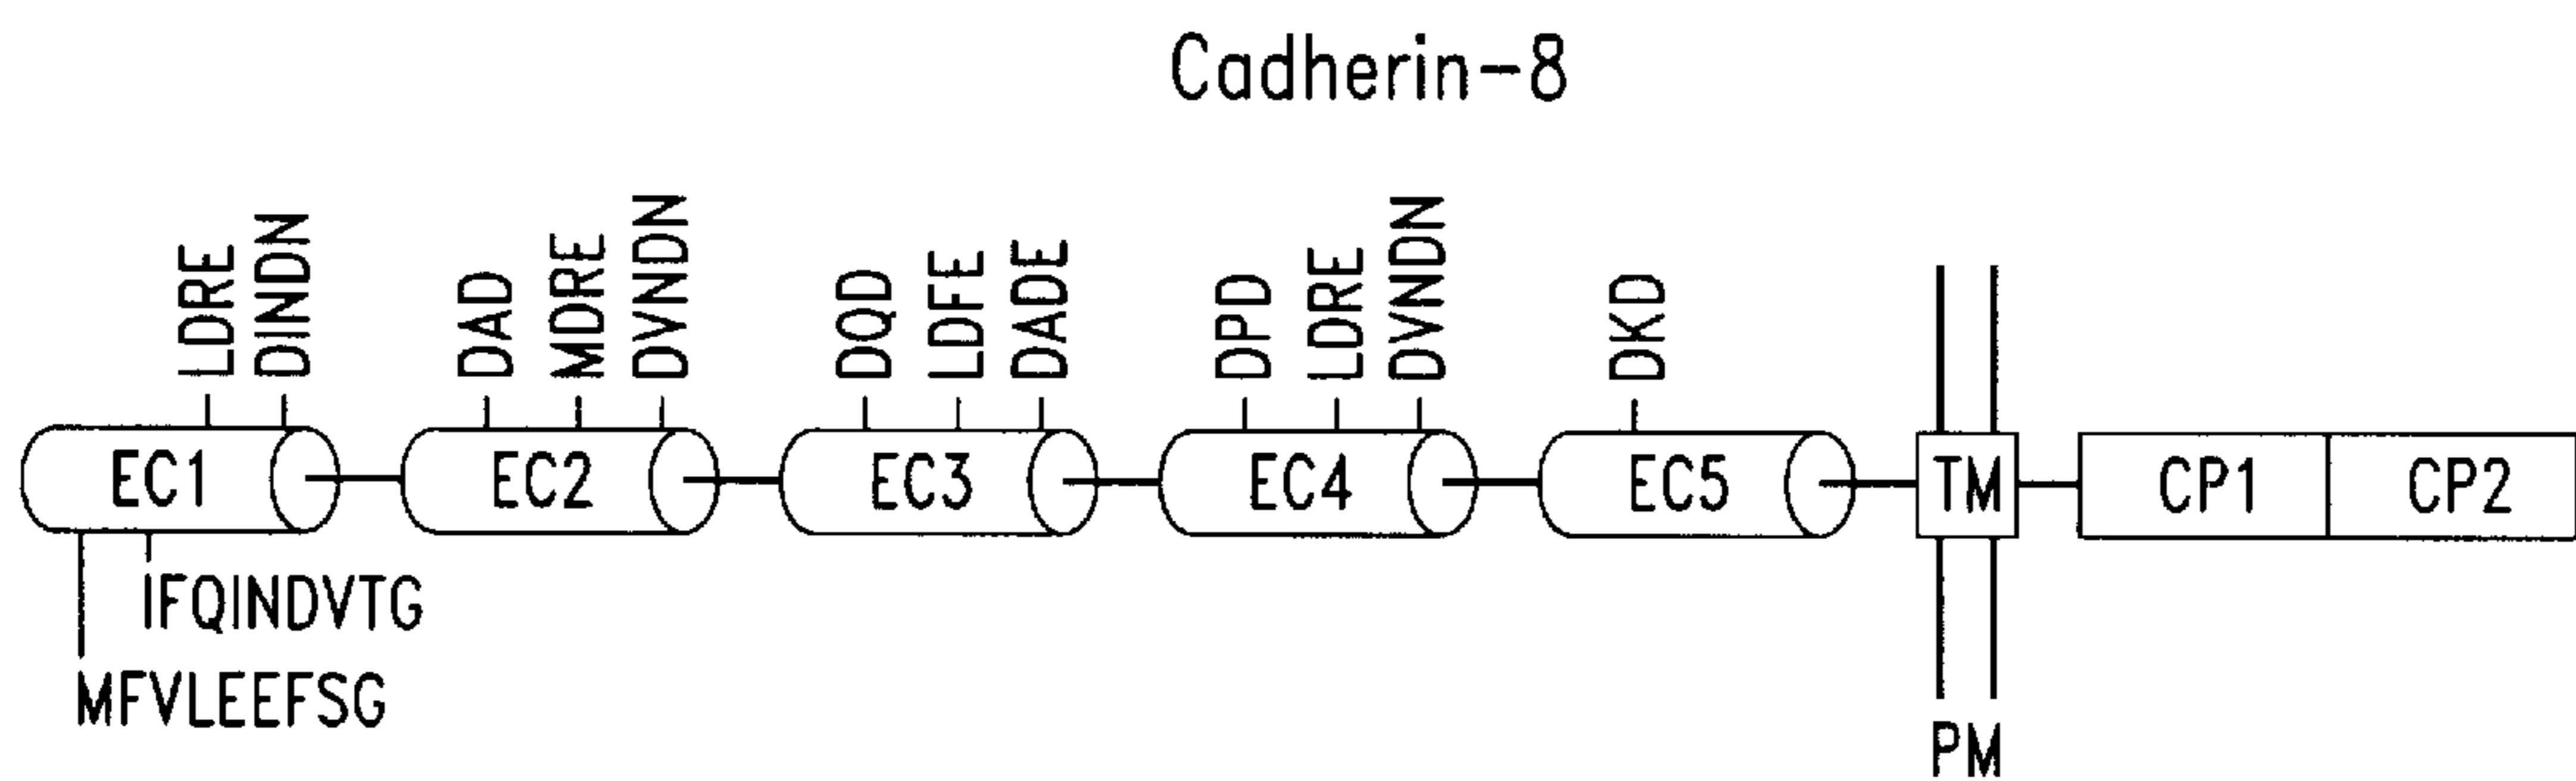 Cadherin-8
LDRE
DINDN
DAD
MDRE
DVNDN
DQD
LDFE
DADE
DPD
LDRE
DVNDN
DKD
EC1
EC2
EC3
EC4
EC5
TM
CP1
CP2
IFQINDVTG
MFVLEEFSG
PM